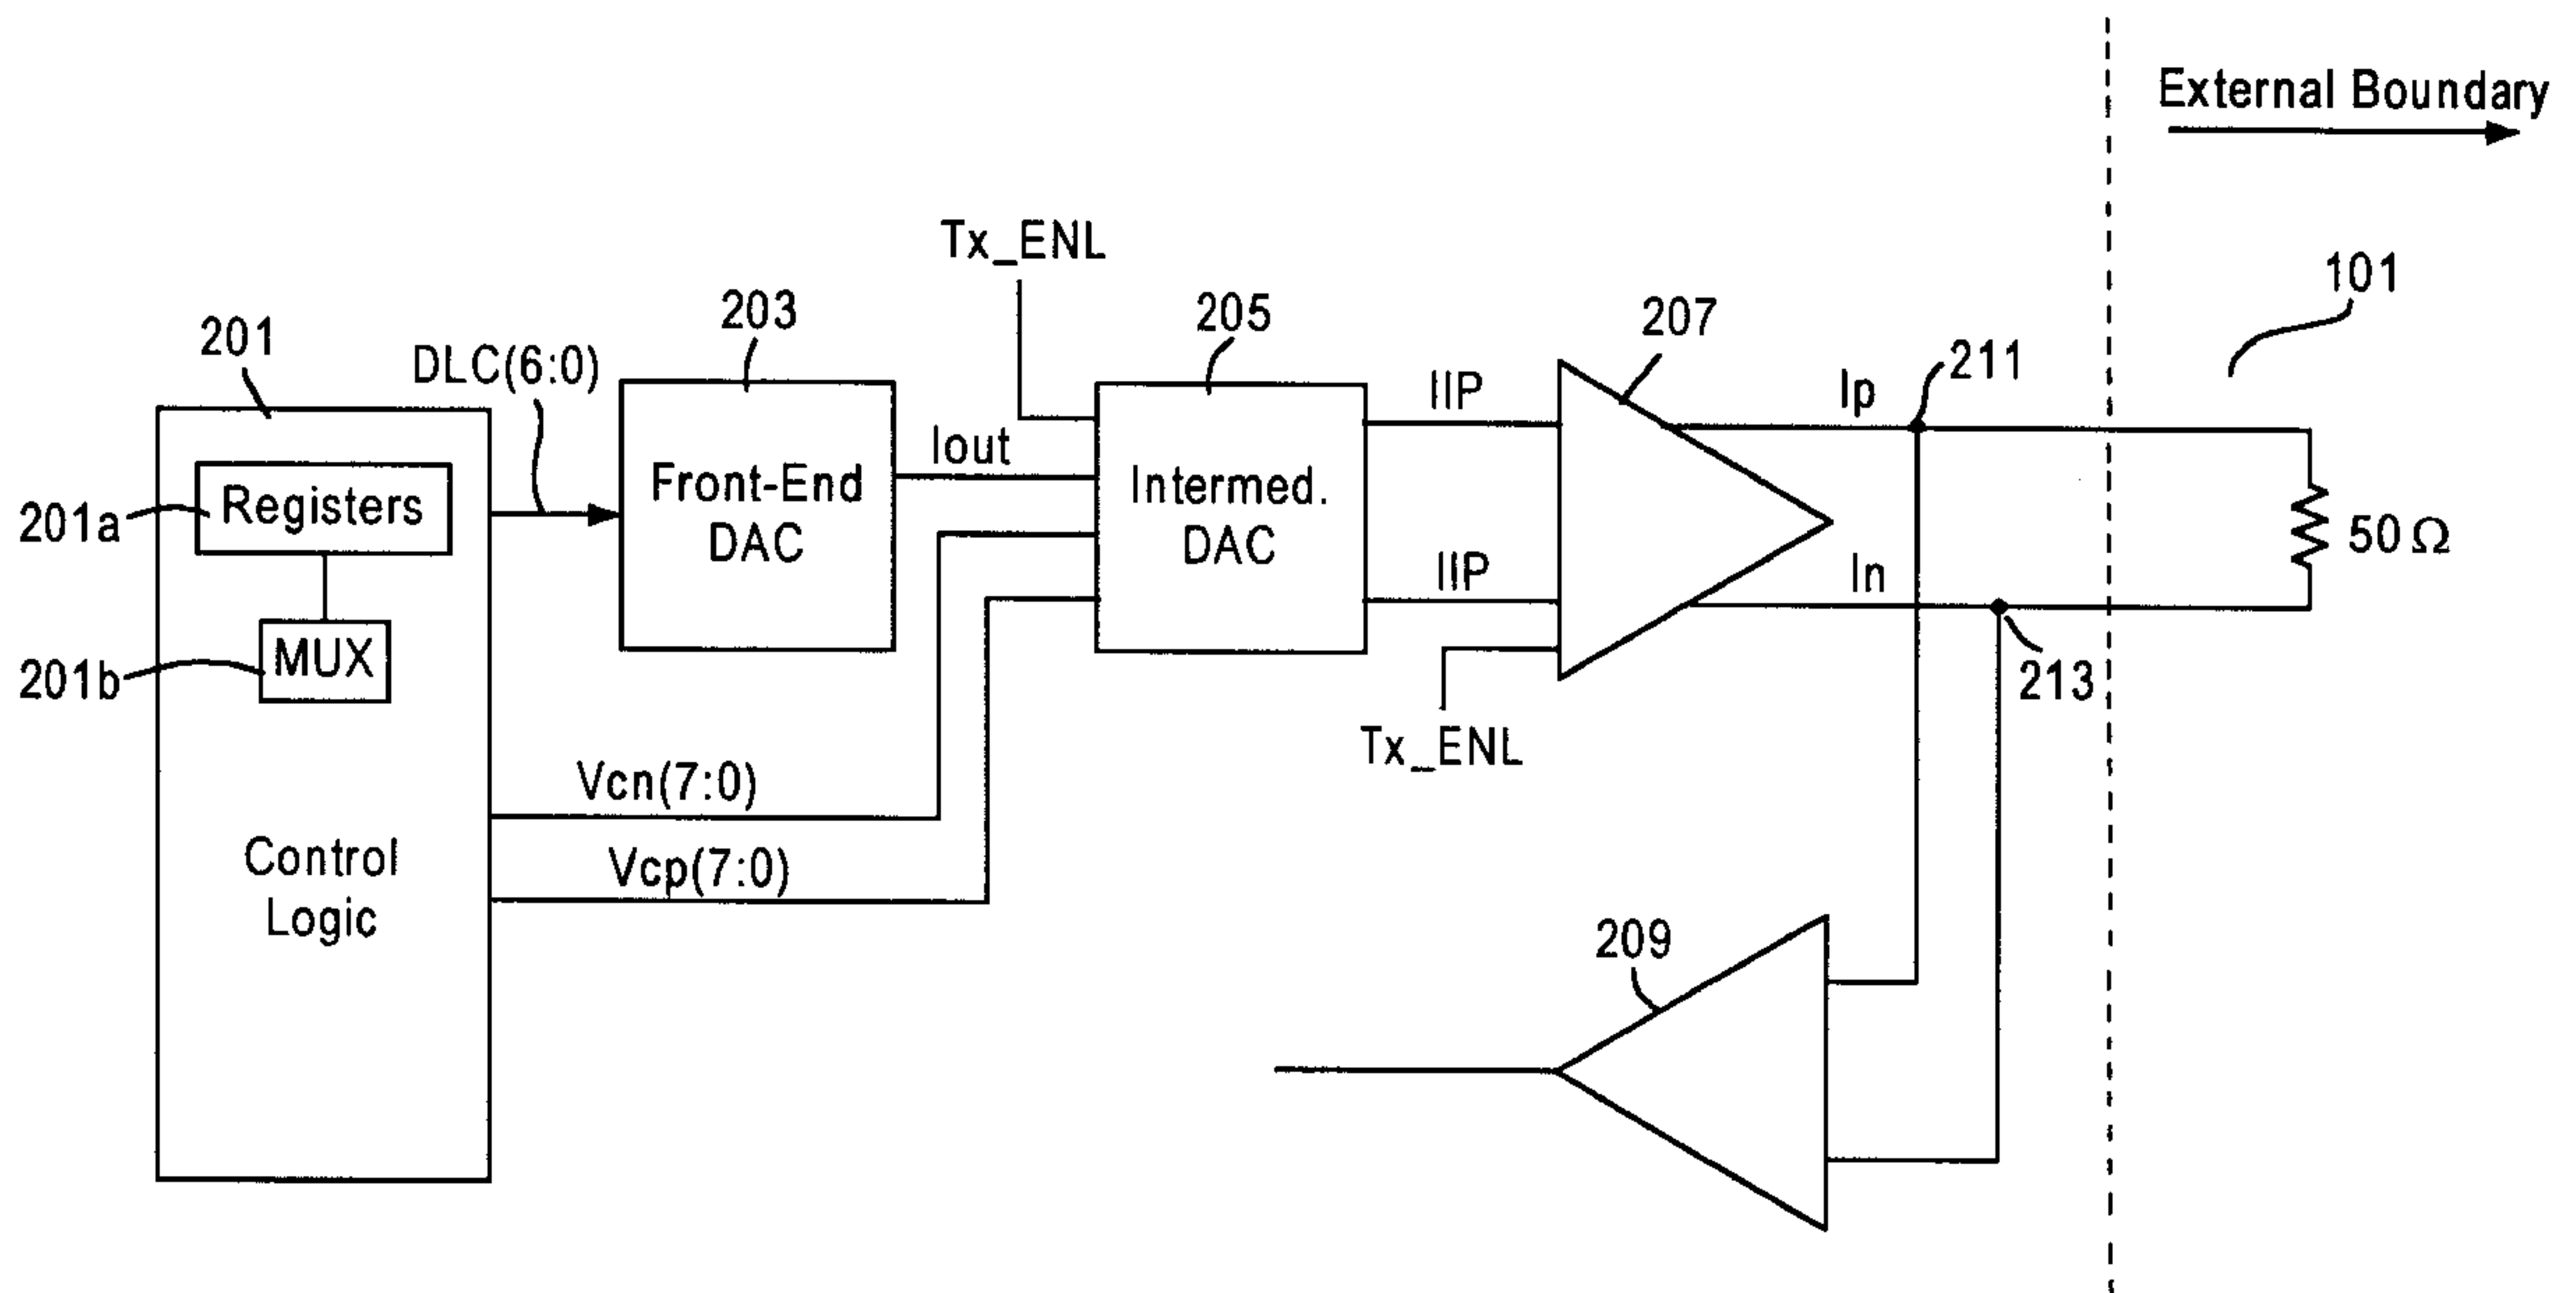 External Boundary
Tx_ENL
101
201
DLC(6:0)
203
205
207
211
Registers
201a
Front-End
DAC
Iout
Intermed.
DAC
IIP
IIP
Ip
In
50 Ω
MUX
201b
213
Tx_ENL
Vcn(7:0)
Vcp(7:0)
Control
Logic
209